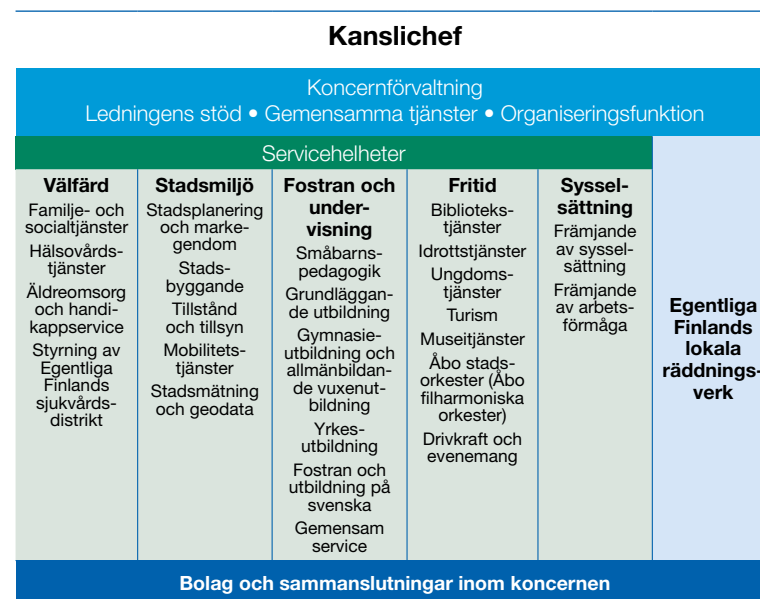 Kanslichef
Koncernförvaltning
Ledningens stöd • Gemensamma tjänster • Organiseringsfunktion
Servicehelheter
Välfärd
Familje- och
socialtjänster
Hälsovårds-
tjänster
Äldreomsorg
och handi-
kappservice
Styrning av
Egentliga
Finlands
sjukvårds-
distrikt
Stadsmiljö
Stadsplanering
och marke-
gendom
Stads-
byggande
Tillstånd
och tillsyn
Mobilitets-
tjänster
Stadsmätning
och geodata
Fostran och
under-
visning
Småbarns-
pedagogik
Grundläggan-
de utbildning
Gymnasie-
utbildning och
allmänbildan-
de vuxenut-
bildning
Yrkes-
utbildning
Fostran och
utbildning på
svenska
Gemensam
service
Fritid
Biblioteks-
tjänster
Idrottstjänster
Ungdoms-
tjänster
Turism
Museitjänster
Åbo stads-
orkester (Åbo
filharmoniska
orkester)
Drivkraft och
evenemang
Syssel-
sättning
Främjande
av syssel-
sättning
Främjande
av arbets-
förmåga
Egentliga
Finlands
lokala
räddnings-
verk
Bolag och sammanslutningar inom koncernen